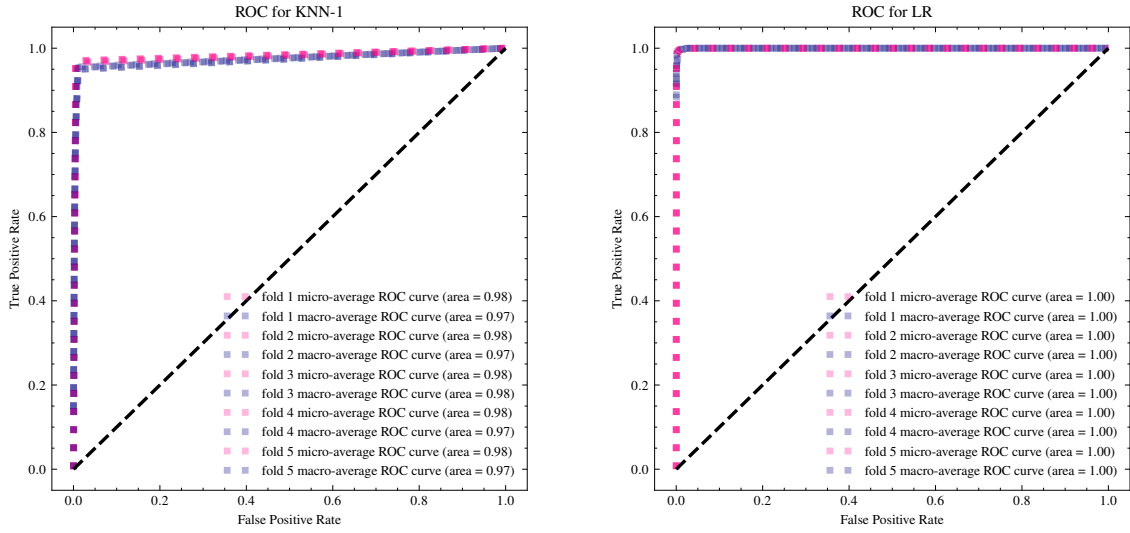 ROC for KNN-1
1.0
0.8
0.6
0.4
0.2
0.0
True Positive Rate
fold 1 micro-average ROC curve (area = 0.98)
fold 1 macro-average ROC curve (area = 0.97)
fold 2 micro-average ROC curve (area = 0.98)
fold 2 macro-average ROC curve (area = 0.97)
fold 3 micro-average ROC curve (area = 0.98)
fold 3 macro-average ROC curve (area = 0.98)
fold 4 micro-average ROC curve (area = 0.98)
fold 4 macro-average ROC curve (area = 0.97)
fold 5 micro-average ROC curve (area = 0.98)
fold 5 macro-average ROC curve (area = 0.97)
0.0 0.2 0.4 0.6 0.8 1.0
False Positive Rate
ROC for LR
1.0
0.8
0.6
0.4
0.2
0.0
True Positive Rate
fold 1 micro-average ROC curve (area = 1.00)
fold 1 macro-average ROC curve (area = 1.00)
fold 2 micro-average ROC curve (area = 1.00)
fold 2 macro-average ROC curve (area = 1.00)
fold 3 micro-average ROC curve (area = 1.00)
fold 3 macro-average ROC curve (area = 1.00)
fold 4 micro-average ROC curve (area = 1.00)
fold 4 macro-average ROC curve (area = 1.00)
fold 5 micro-average ROC curve (area = 1.00)
fold 5 macro-average ROC curve (area = 1.00)
0.0 0.2 0.4 0.6 0.8 1.0
False Positive Rate